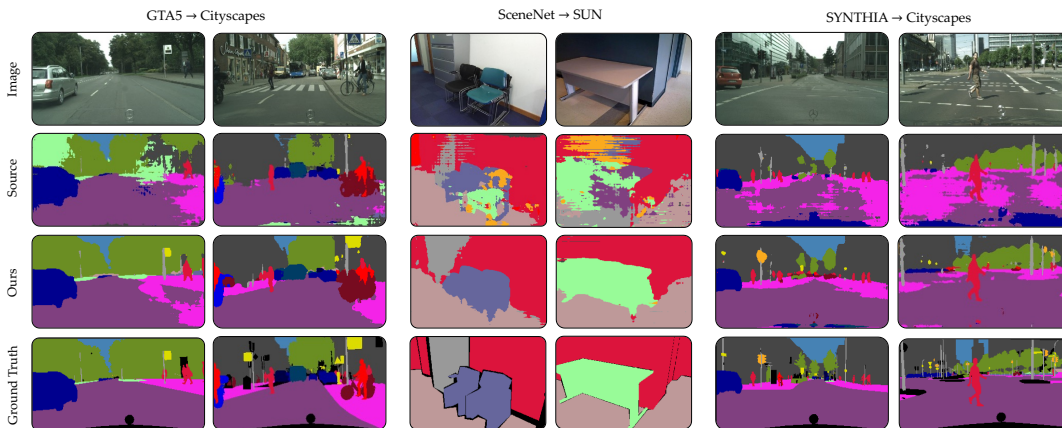 GTA5 → Cityscapes
SceneNet → SUN
SYNTHIA → Cityscapes
Image
Source
Ours
Ground Truth